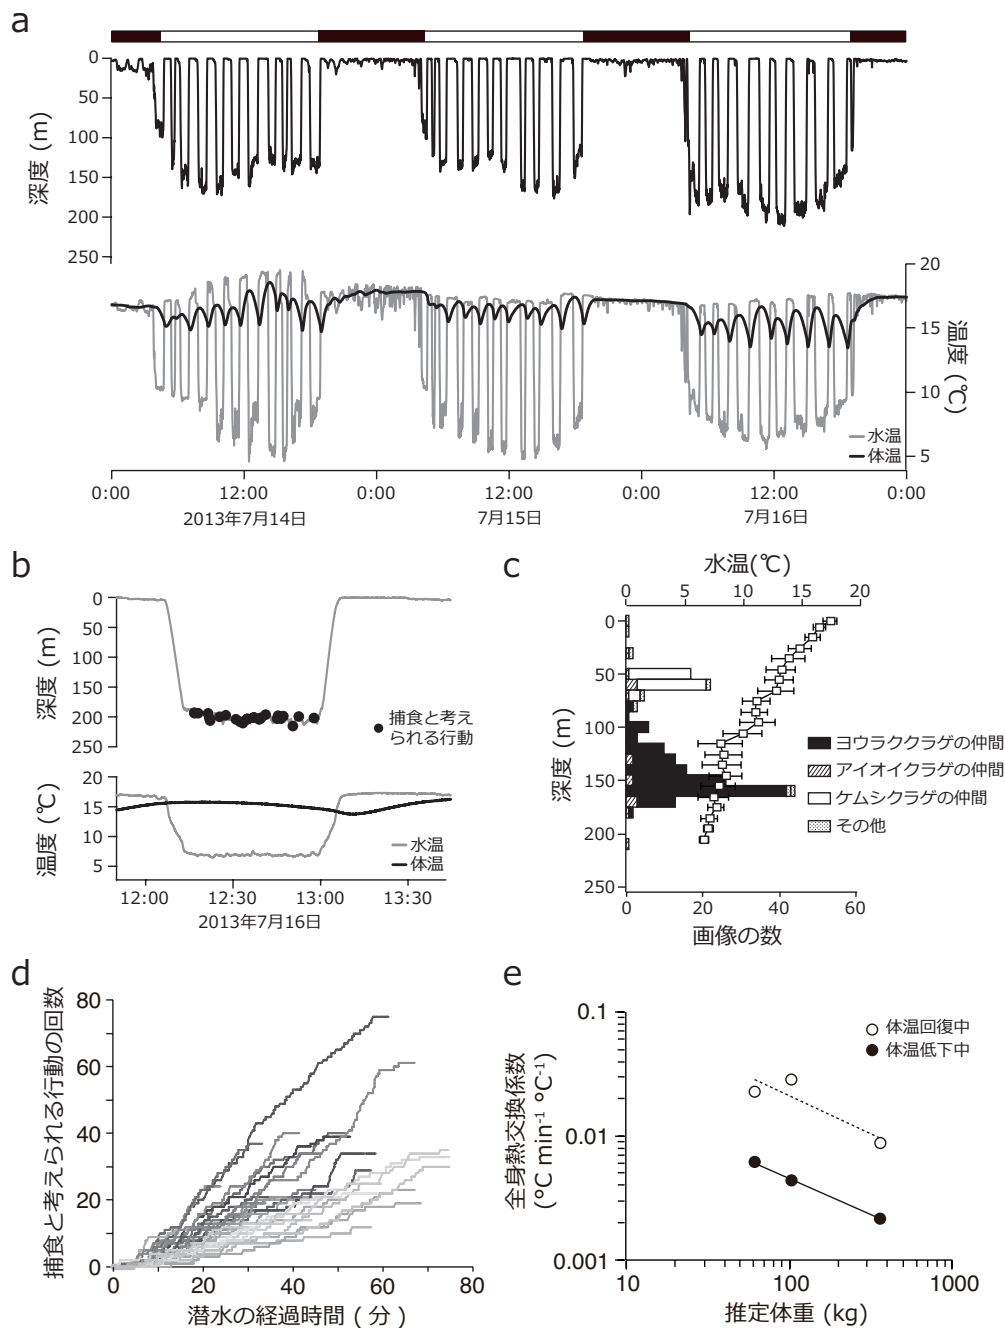 a
0
50
100
150
200
250
深度 (m)
20
15
10
5
温度 (℃)
水温
体温
0:00
12:00
0:00
12:00
0:00
12:00
0:00
2013年7月14日
7月15日
7月16日
b
0
50
100
150
200
250
深度 (m)
捕食と考え
られる行動
20
15
10
5
温度 (℃)
水温
体温
12:00
12:30
13:00
13:30
2013年7月16日
c
水温(℃)
0
5
10
15
20
0
50
100
150
200
250
深度 (m)
ヨウラククラゲの仲間
アイオイクラゲの仲間
ケムシクラゲの仲間
その他
0
20
40
60
画像の数
d
80
60
40
20
0
捕食と考えられる行動の回数
0
20
40
60
80
潜水の経過時間 ( 分 )
e
0.1
0.01
0.001
全身熱交換係数
(℃ min⁻¹ ℃⁻¹)
体温回復中
体温低下中
10
100
1000
推定体重 (kg)